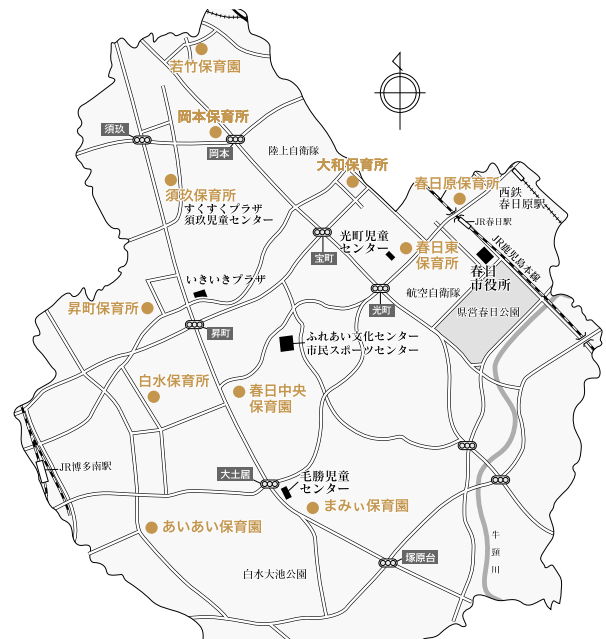 若竹保育園
岡本保育所
須玖
岡本
陸上自衛隊
大和保育所
春日原保育所
須玖保育所
西鉄
春日原駅
すくすくプラザ
須玖児童センター
JR春日駅
光町児童
センター
春日東
保育所
JR鹿児島本線
宝町
春日
市役所
いきいきプラザ
航空自衛隊
昇町保育所
光町
県営春日公園
昇町
ふれあい文化センター
市民スポーツセンター
白水保育所
春日中央
保育園
JR博多南駅
大土居
毛勝児童
センター
まみぃ保育園
あいあい保育園
牛頸川
塚原台
白水大池公園